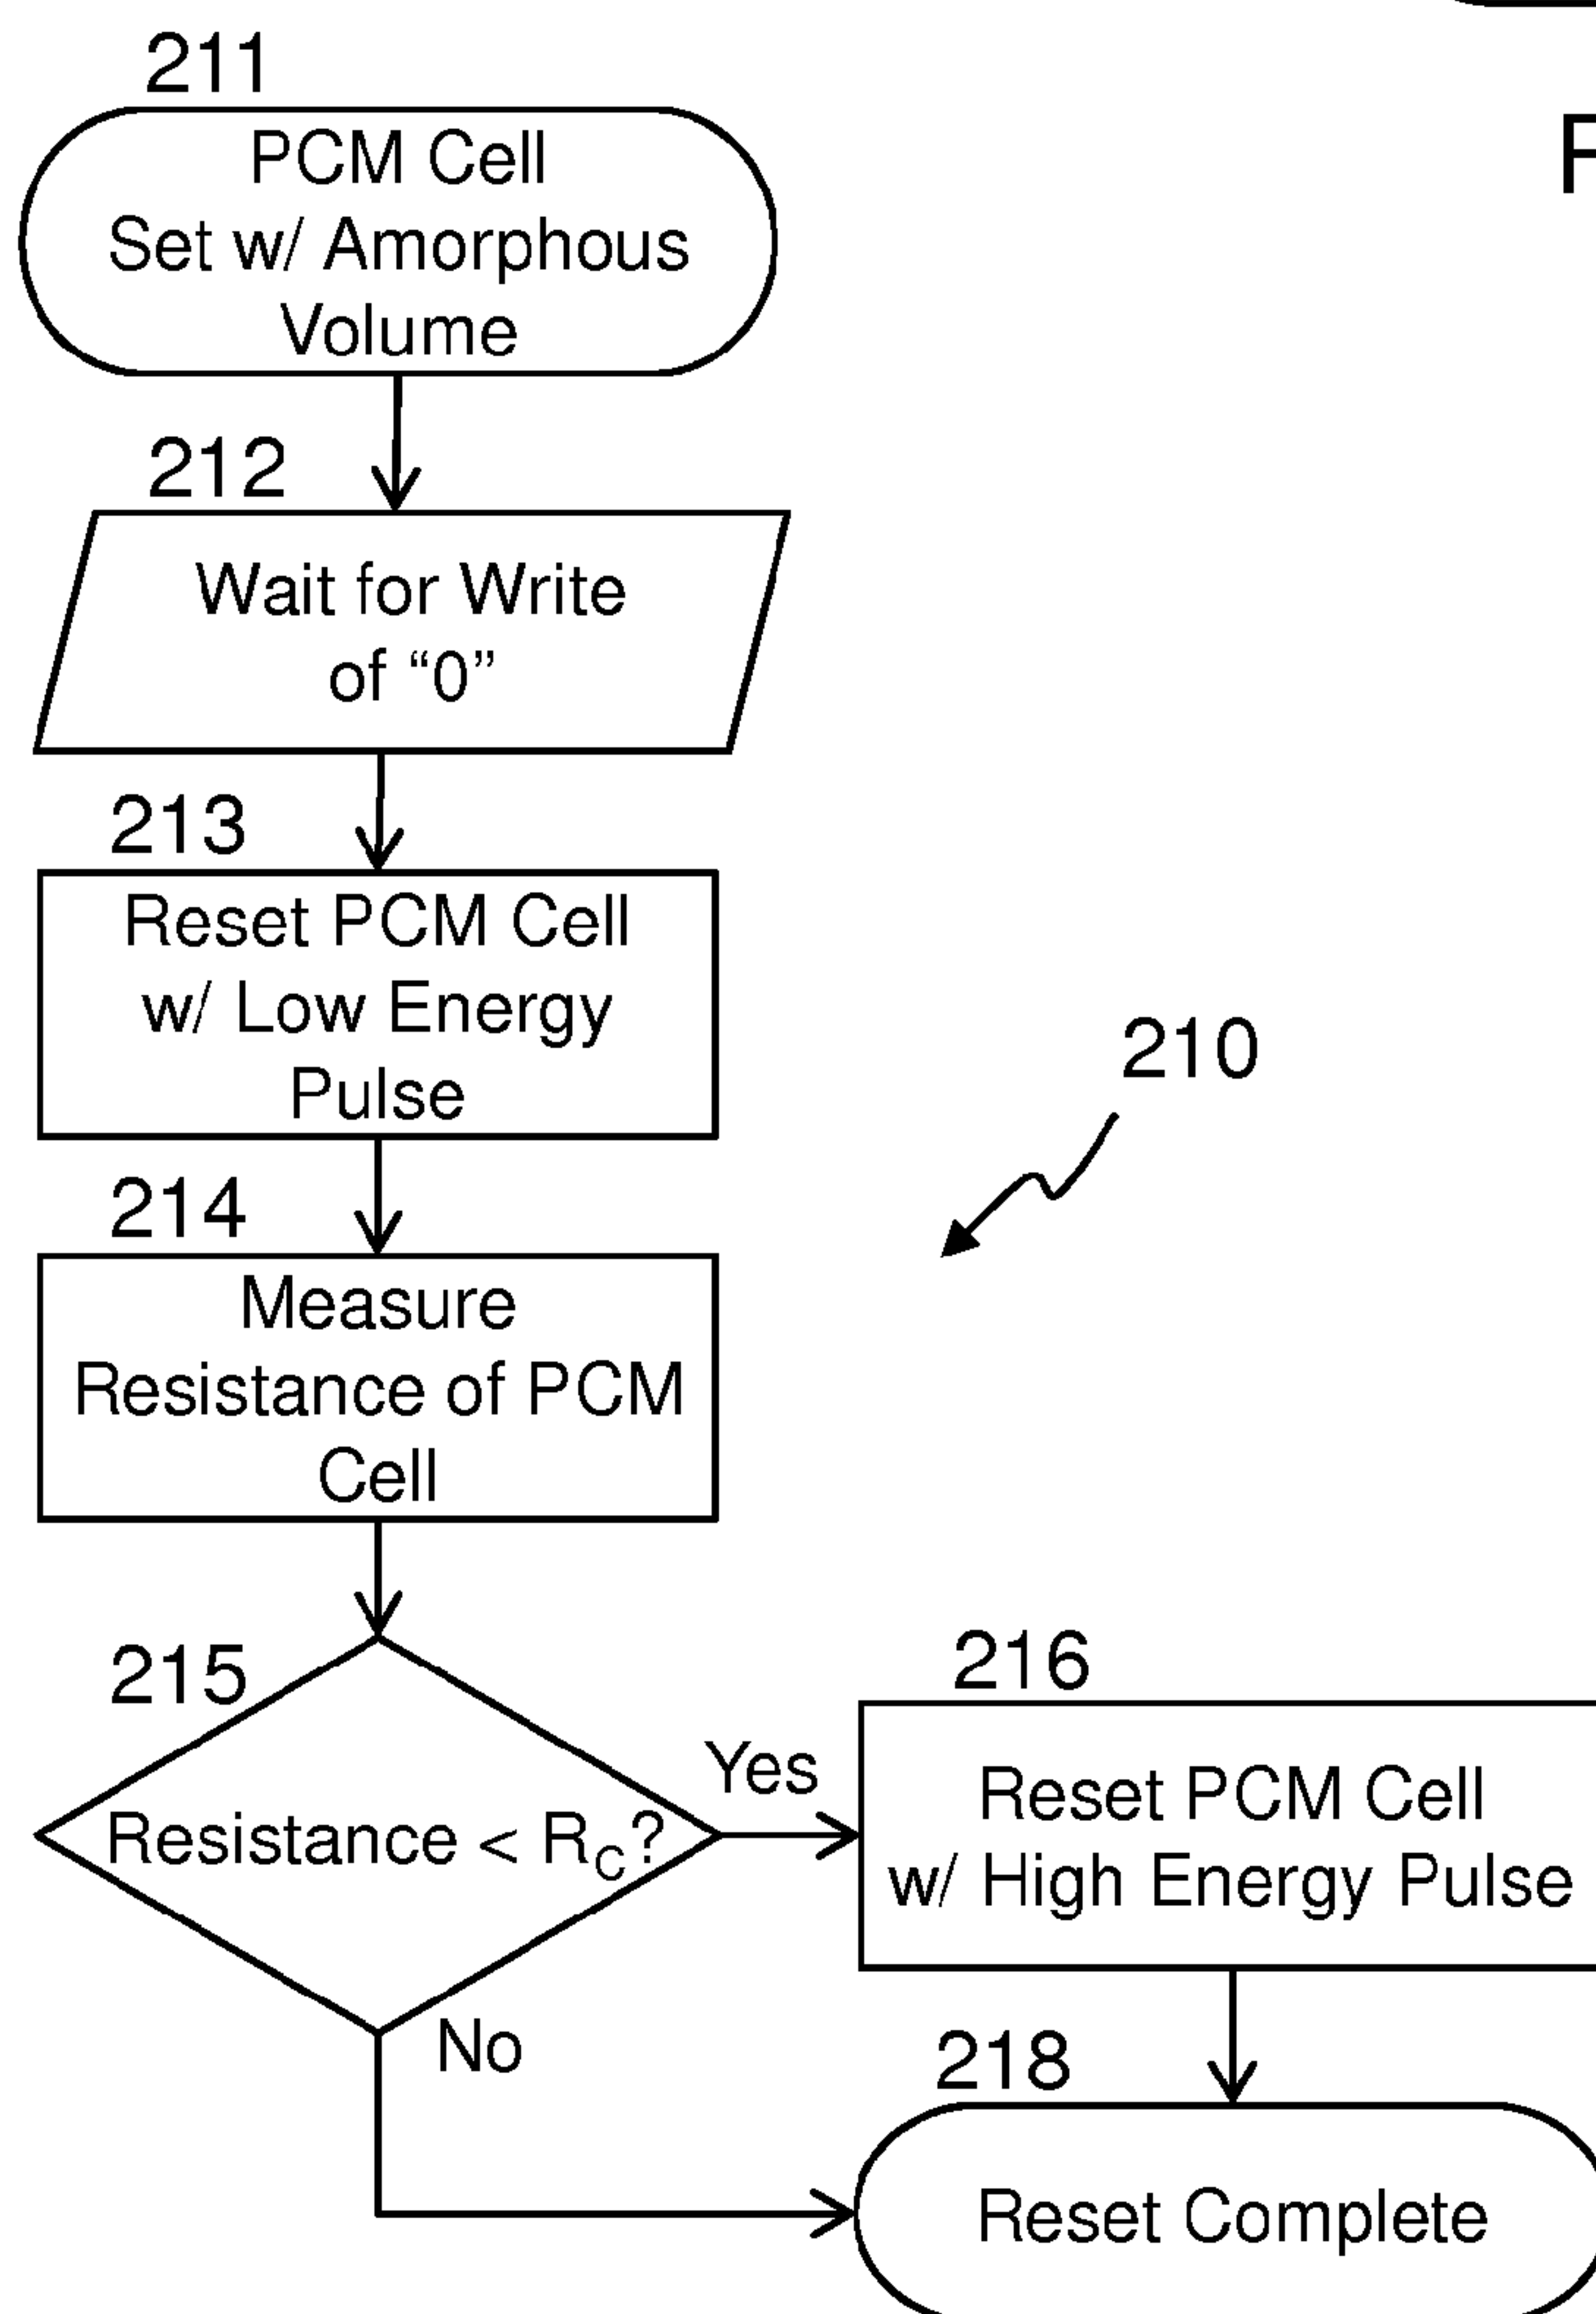 211
PCM Cell
Set w/ Amorphous
Volume
212
Wait for Write
of “0”
213
Reset PCM Cell
w/ Low Energy
Pulse
210
214
Measure
Resistance of PCM
Cell
215
Resistance < RC?
Yes
No
216
Reset PCM Cell
w/ High Energy Pulse
218
Reset Complete